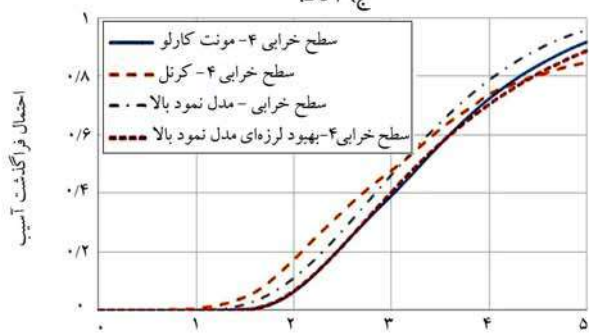 سطح خرابی ۴- مونت کارلو
سطح خرابی ۴- کرنل
سطح خرابی - مدل نمود بالا
سطح خرابی۴-بهبود لرزه‌ای مدل نمود بالا
احتمال فراگذشت آسیب
۱
۰/۸
۰/۶
۰/۴
۰/۲
۰
۰ ۱ ۲ ۳ ۴ ۵